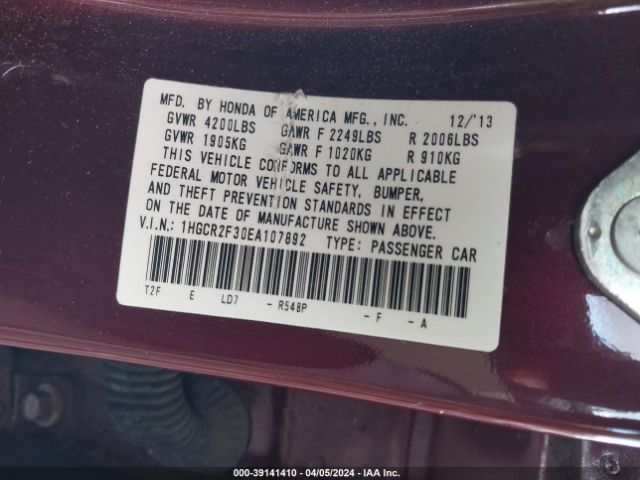 MFD. BY HONDA OF AMERICA MFG., INC. 12/'13
GVWR 4200LBS GAWR F 2249LBS R 2006LBS
GVWR 1905KG GAWR F 1020KG R 910KG
THIS VEHICLE CONFORMS TO ALL APPLICABLE
FEDERAL MOTOR VEHICLE SAFETY, BUMPER,
AND THEFT PREVENTION STANDARDS IN EFFECT
ON THE DATE OF MANUFACTURE SHOWN ABOVE.
V.I.N.: 1HGCR2F30EA107892 TYPE: PASSENGER CAR
T2F E LD7 - R548P - F - A
000-39141410 - 04/05/2024 - IAA Inc.